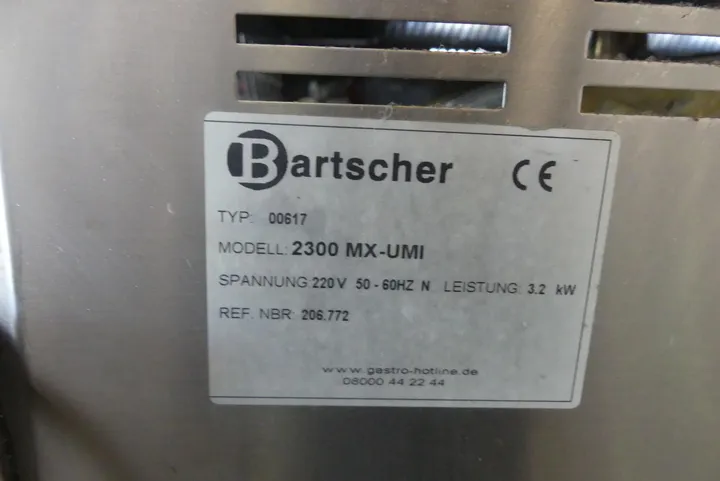 Bartscher CE
TYP: 00617
MODELL: 2300 MX-UMI
SPANNUNG 220 V 50 - 60HZ N LEISTUNG: 3.2 kW
REF. NBR: 206.772
www.gastro-hotline.de
08000 44 22 44